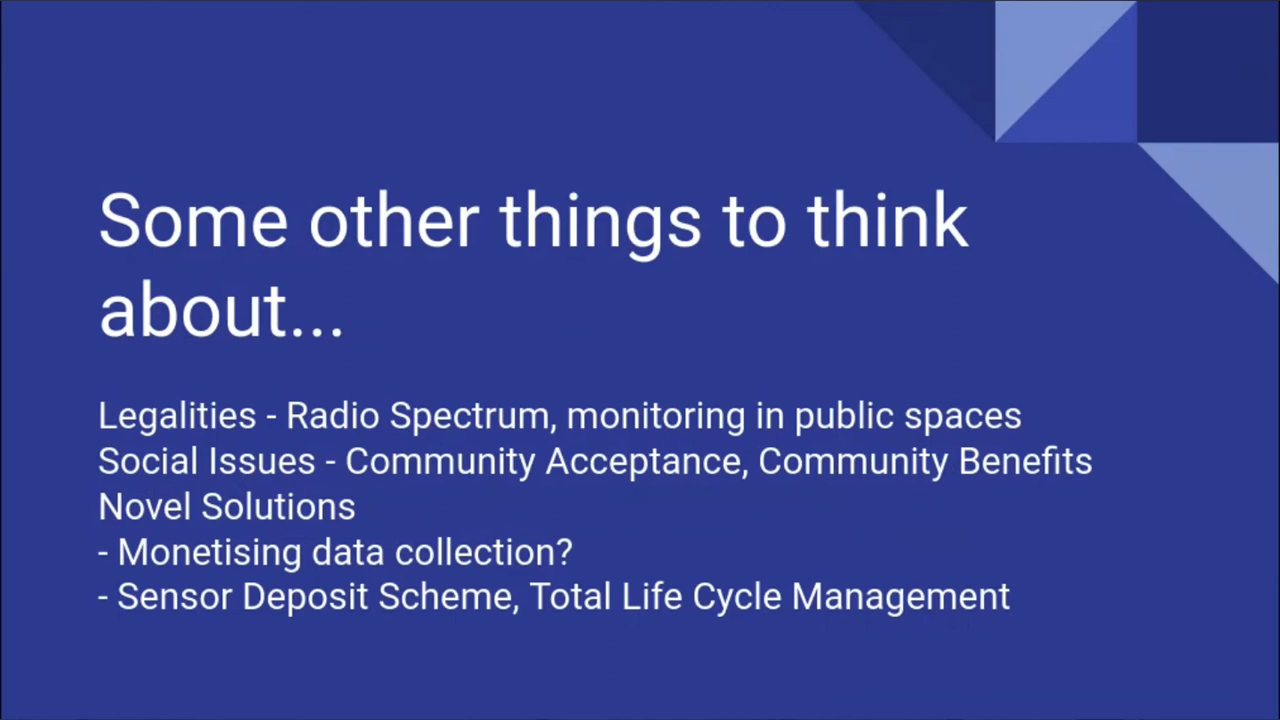 Some other things to think
about...
Legalities - Radio Spectrum, monitoring in public spaces
Social Issues - Community Acceptance, Community Benefits
Novel Solutions
- Monetising data collection?
- Sensor Deposit Scheme, Total Life Cycle Management